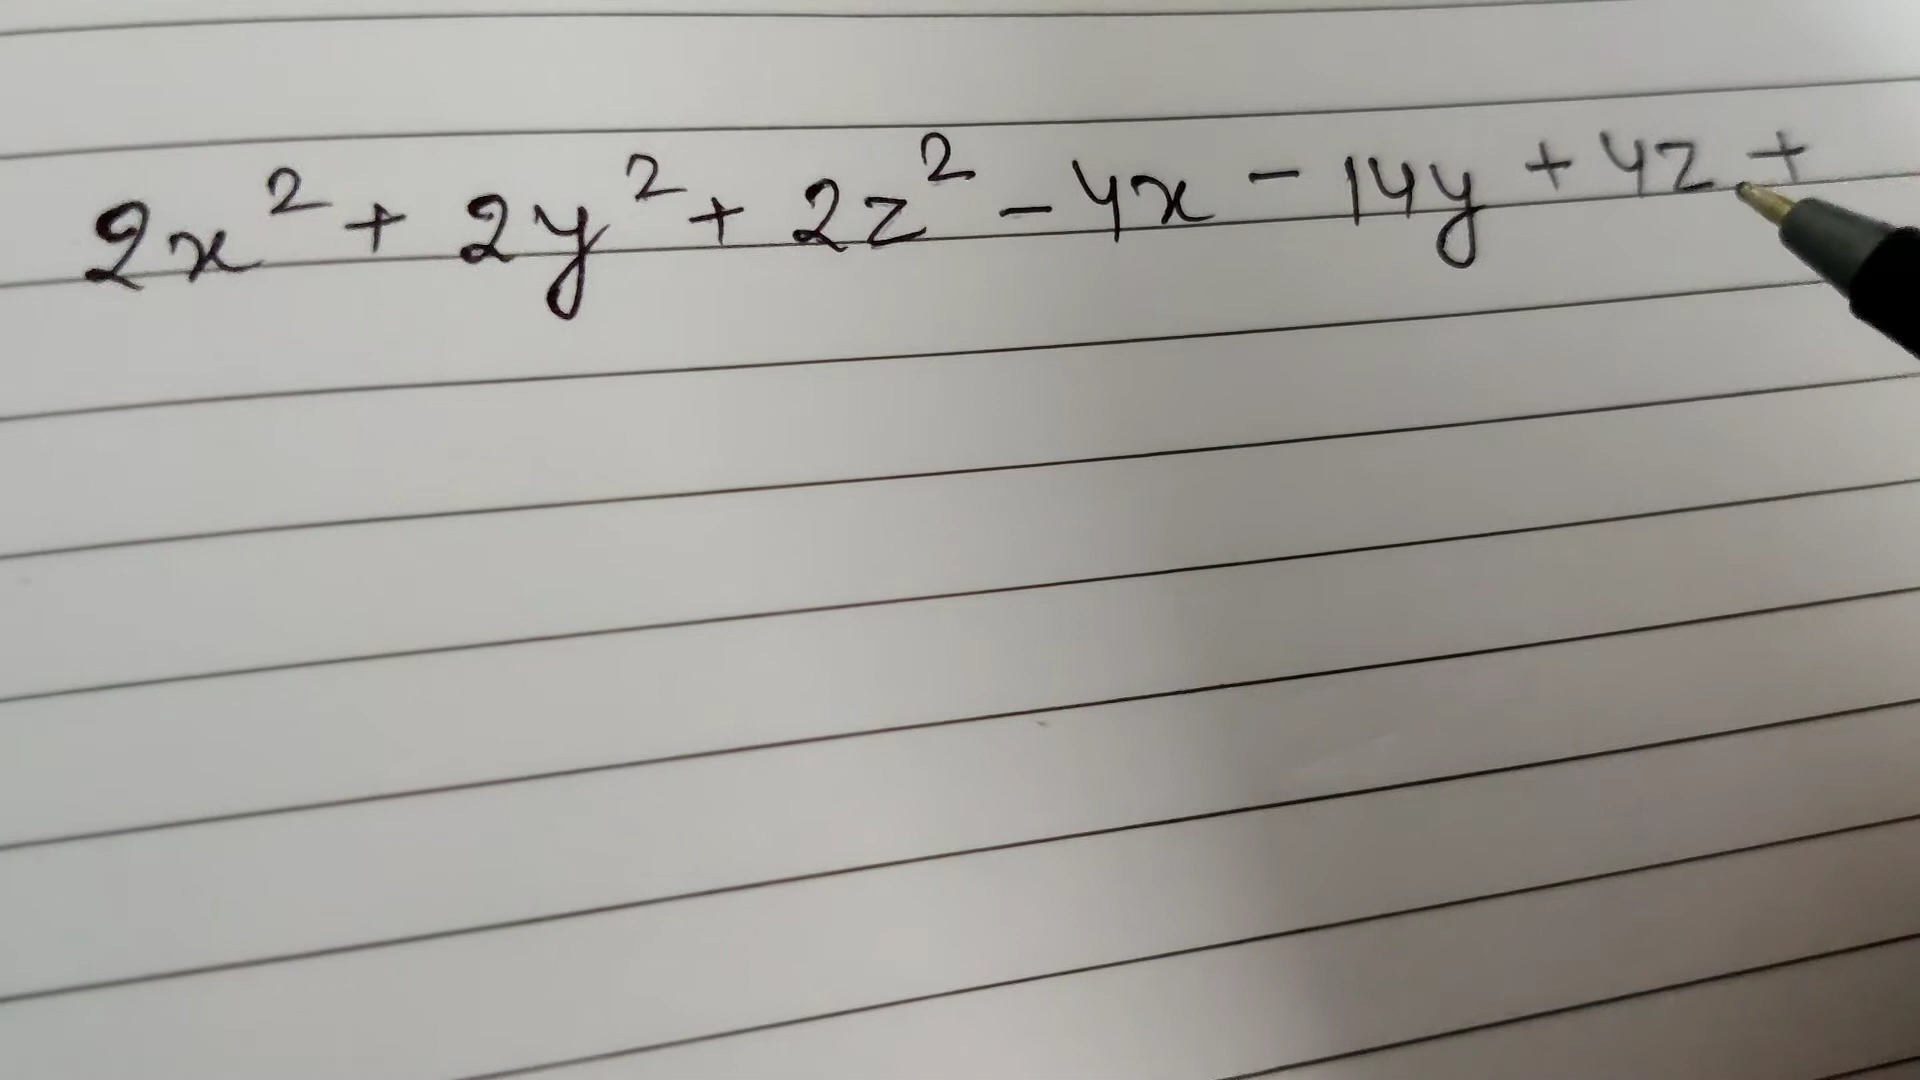 2x² + 2y² + 2z² - 4x - 14y + 4z +